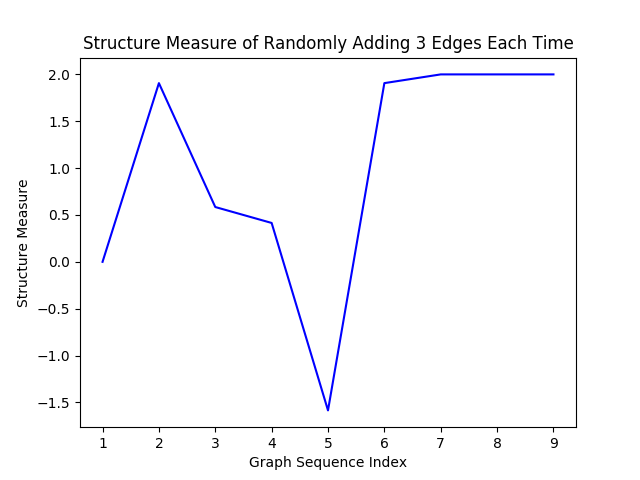 Structure Measure of Randomly Adding 3 Edges Each Time
2.0
1.5
1.0
0.5
0.0
−0.5
−1.0
−1.5
Structure Measure
1 2 3 4 5 6 7 8 9
Graph Sequence Index